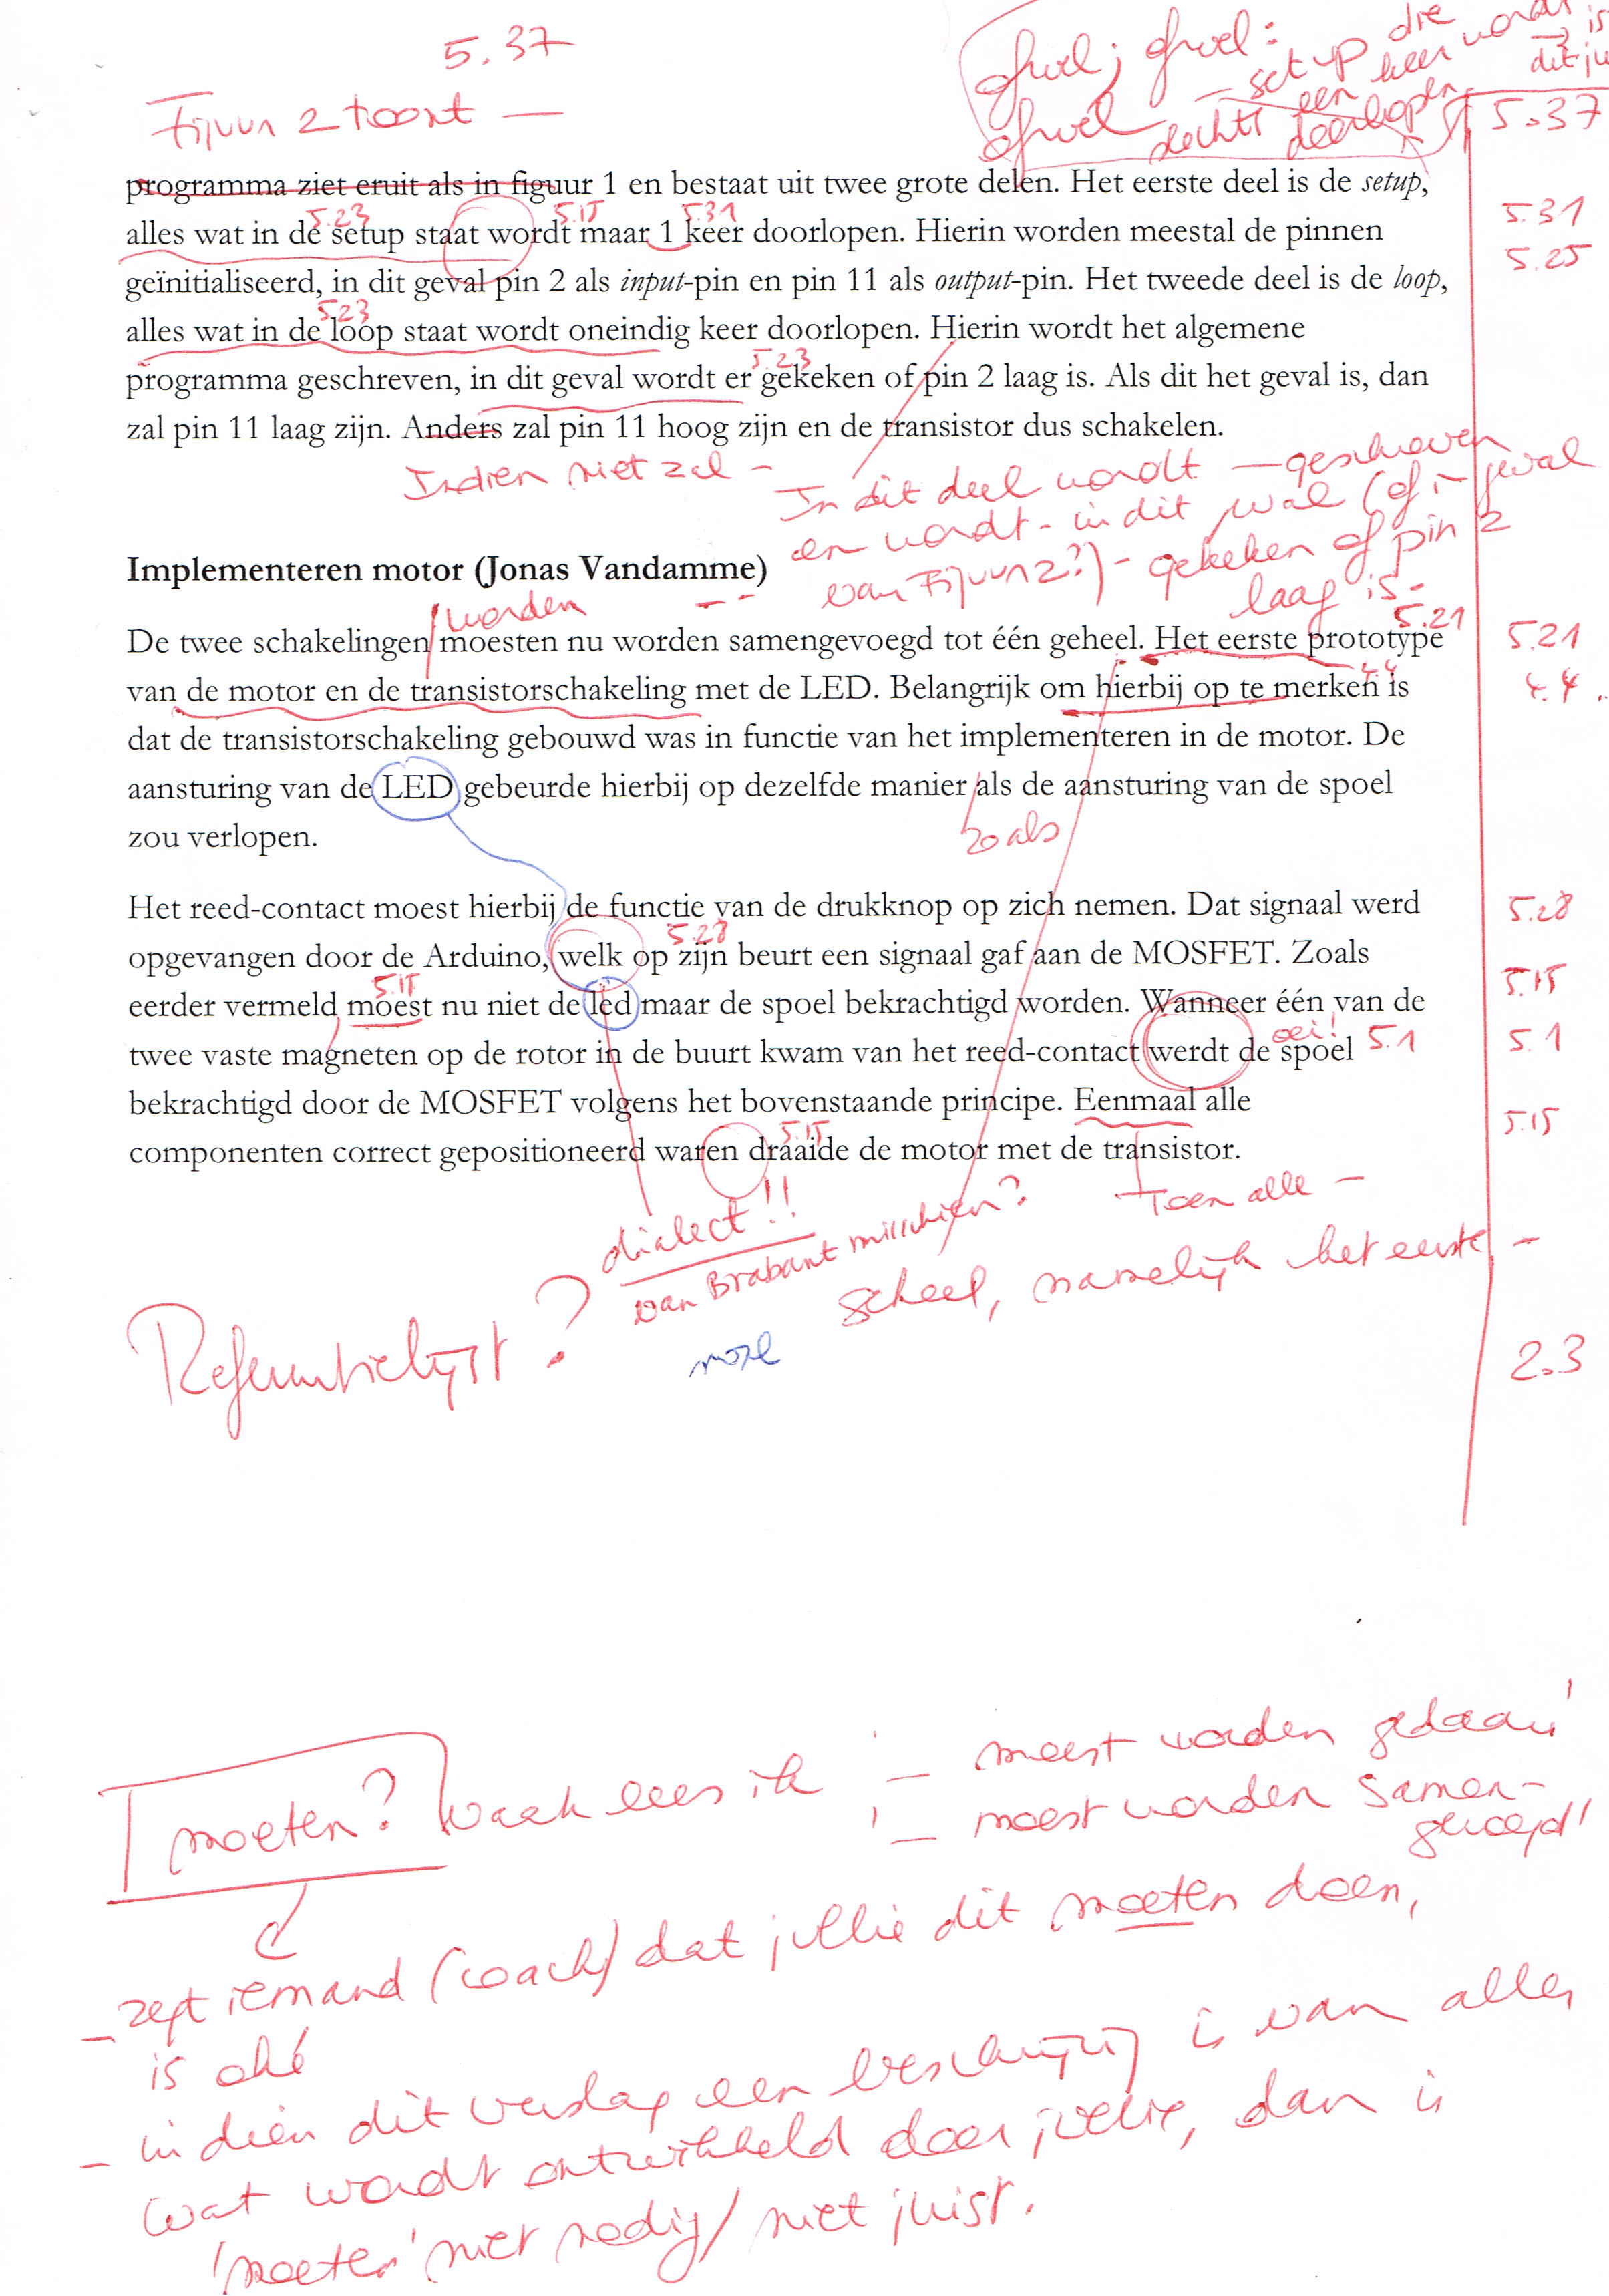 5.37
Figuur 2 toont —
ofwel; ofwel:
ofwel
— setup die
slechts een keer wordt
doorlopen
is
dit ju
5.37
programma ziet eruit als in figuur 1 en bestaat uit twee grote delen. Het eerste deel is de setup,
5.23 5.15 5.31 5.31
alles wat in de setup staat wordt maar 1 keer doorlopen. Hierin worden meestal de pinnen
5.25
geïnitialiseerd, in dit geval pin 2 als input-pin en pin 11 als output-pin. Het tweede deel is de loop,
5.23
alles wat in de loop staat wordt oneindig keer doorlopen. Hierin wordt het algemene
5.23
programma geschreven, in dit geval wordt er gekeken of pin 2 laag is. Als dit het geval is, dan
zal pin 11 laag zijn. Anders zal pin 11 hoog zijn en de transistor dus schakelen.
Indien niet zal —
In dit deel wordt — geschreven
en wordt - in dit geval (of in geval
van Figuur 2?) - gekeken of pin 2
laag is -
Implementeren motor (Jonas Vandamme)
worden
5.21
De twee schakelingen moesten nu worden samengevoegd tot één geheel. Het eerste prototype
5.21
4.4 4.4
van de motor en de transistorschakeling met de LED. Belangrijk om hierbij op te merken is
dat de transistorschakeling gebouwd was in functie van het implementeren in de motor. De
aansturing van de LED gebeurde hierbij op dezelfde manier als de aansturing van de spoel
zoals
zou verlopen.
Het reed-contact moest hierbij de functie van de drukknop op zich nemen. Dat signaal werd
5.28
5.28
opgevangen door de Arduino, welk op zijn beurt een signaal gaf aan de MOSFET. Zoals
5.15 5.15
eerder vermeld moest nu niet de led maar de spoel bekrachtigd worden. Wanneer één van de
oei!
twee vaste magneten op de rotor in de buurt kwam van het reed-contact werdt de spoel 5.1
5.1
bekrachtigd door de MOSFET volgens het bovenstaande principe. Eenmaal alle
5.15 5.15
componenten correct gepositioneerd waren draaide de motor met de transistor.
Toen alle —
dialect!!
van Brabant misschien?
geheel, namelijk het eerste —
Referentielijst?
2.3
moeten? Vaak lees ik : — 'moest worden gedaan'
— 'moest worden samen-
gevoegd'
— zegt iemand (coach) dat jullie dit moeten doen,
is oké
— indien dit verslag een beschrijving is van alles
wat wordt ontwikkeld door jullie, dan is
'moeten' niet nodig/ niet juist.